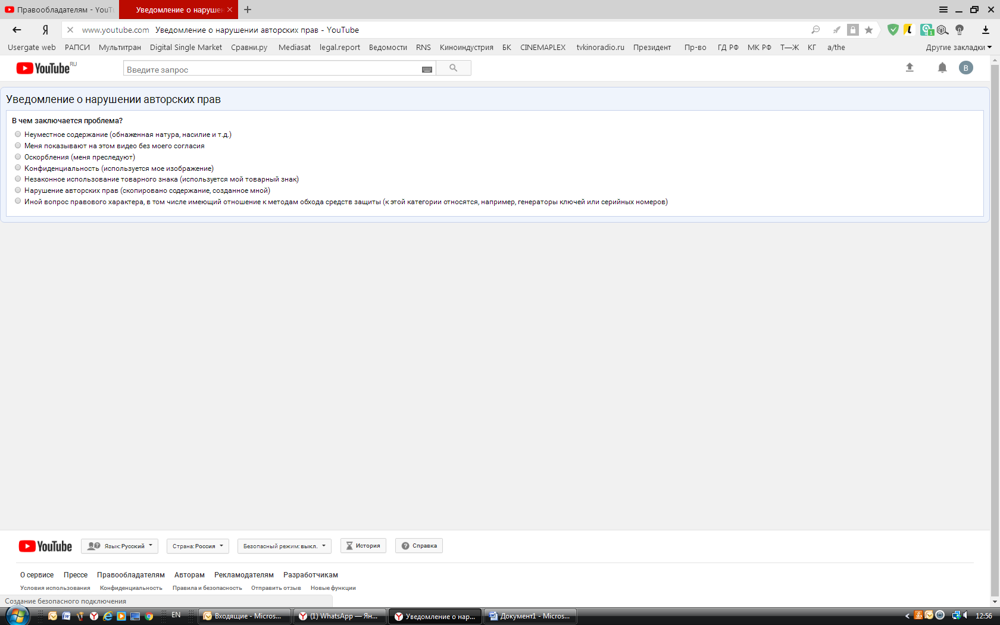 Правообладателям - YouT
Уведомление о наруше
Я
www.youtube.com Уведомление о нарушении авторских прав - YouTube
Usergate web РАПСИ Мультитран Digital Single Market Сравни.ру Mediasat legal.report Ведомости RNS Киноиндустрия БК CINEMAPLEX tvkinoradio.ru Президент Пр-во ГД РФ МК РФ Т—Ж КГ a/the Другие закладки
YouTube RU
Введите запрос
B
Уведомление о нарушении авторских прав
В чем заключается проблема?
Неуместное содержание (обнаженная натура, насилие и т.д.)
Меня показывают на этом видео без моего согласия
Оскорбления (меня преследуют)
Конфиденциальность (используется мое изображение)
Незаконное использование товарного знака (используется мой товарный знак)
Нарушение авторских прав (скопировано содержание, созданное мной)
Иной вопрос правового характера, в том числе имеющий отношение к методам обхода средств защиты (к этой категории относятся, например, генераторы ключей или серийных номеров)
YouTube Язык: Русский Страна: Россия Безопасный режим: выкл. История Справка
О сервисе Прессе Правообладателям Авторам Рекламодателям Разработчикам
Условия использования Конфиденциальность Правила и безопасность Отправить отзыв Новые функции
Создание безопасного подключения
EN Входящие - Micros... (1) WhatsApp — Ян... Уведомление о нар... Документ1 - Micros... 12:56